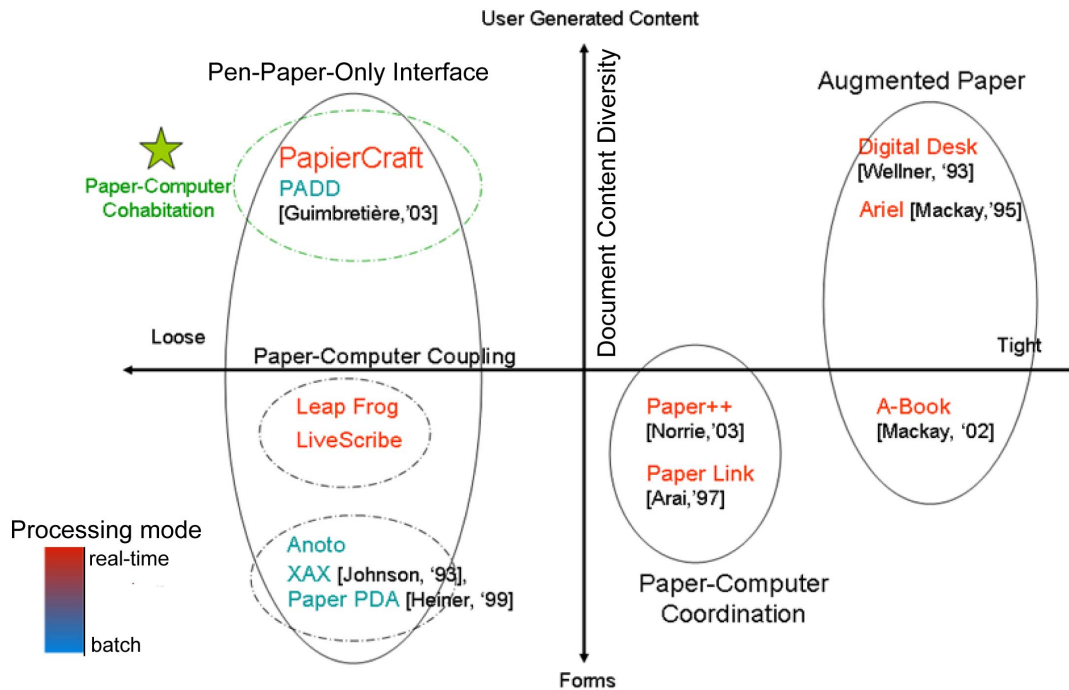 User Generated Content
Pen-Paper-Only Interface
Document Content Diversity
Augmented Paper
PapierCraft
PADD
[Guimbretière,'03]
Paper-Computer
Cohabitation
Digital Desk
[Wellner, ‘93]
Ariel [Mackay,’95]
Loose
Paper-Computer Coupling
Tight
Leap Frog
LiveScribe
Paper++
[Norrie,’03]
Paper Link
[Arai,’97]
A-Book
[Mackay, ‘02]
Processing mode
real-time
batch
Anoto
XAX [Johnson, ‘93],
Paper PDA [Heiner, ‘99]
Paper-Computer
Coordination
Forms